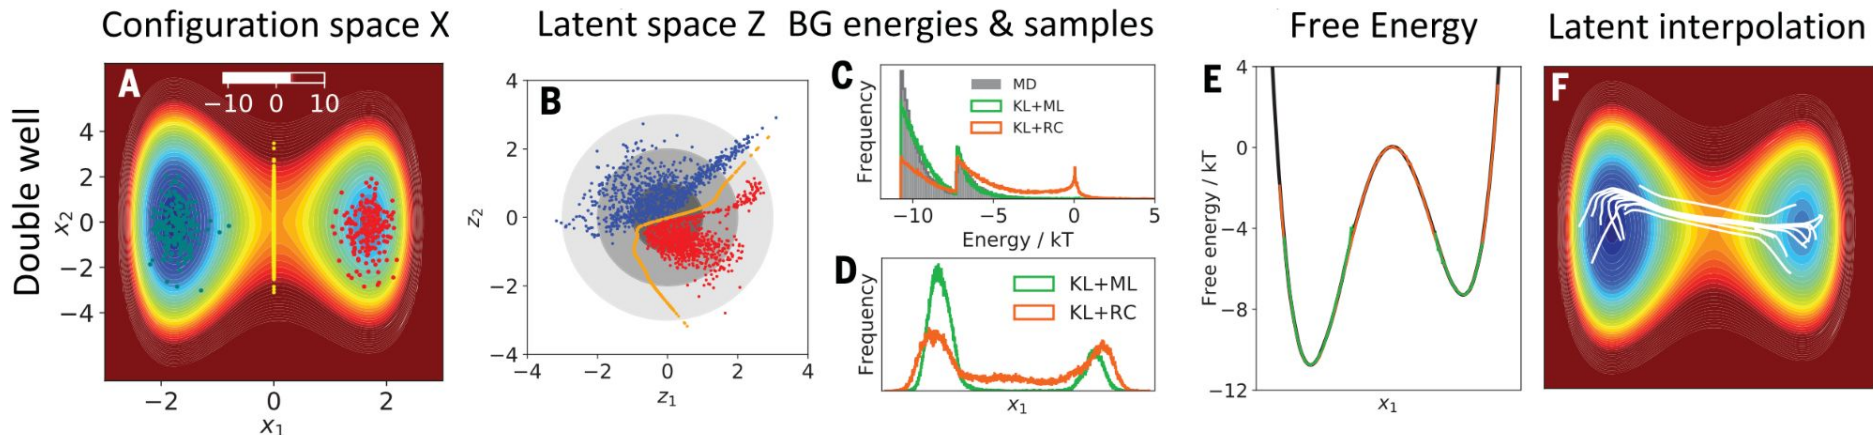 Configuration space X
Latent space Z
BG energies & samples
Free Energy
Latent interpolation
Double well
A
−10 0 10
4
2
0
−2
−4
x₂
−2 0 2
x₁
B
4
2
0
−2
−4
z₂
−4 −2 0 2 4
z₁
C
MD
KL+ML
KL+RC
Frequency
−10 −5 0 5
Energy / kT
D
KL+ML
KL+RC
Frequency
x₁
E
4
0
−4
−8
−12
Free energy / kT
x₁
F